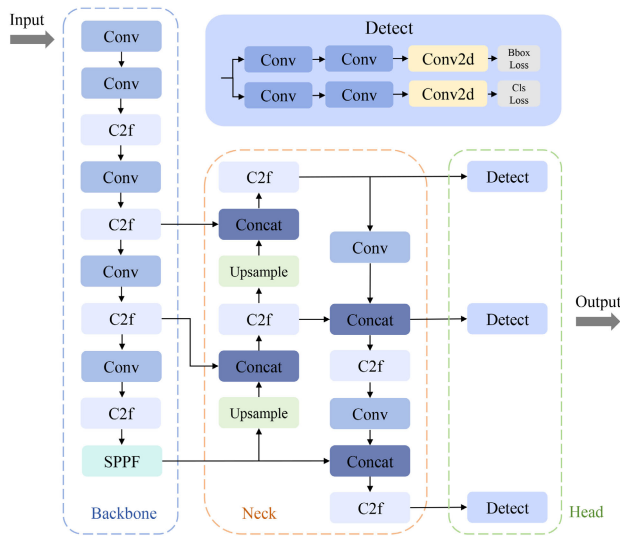 Input
Conv
Conv
C2f
Conv
C2f
Conv
C2f
Conv
C2f
SPPF
Backbone
Detect
Conv
Conv
Conv2d
Bbox
Loss
Conv
Conv
Conv2d
Cls
Loss
C2f
Concat
Upsample
C2f
Concat
Upsample
Conv
Concat
C2f
Conv
Concat
C2f
Neck
Detect
Detect
Detect
Head
Output